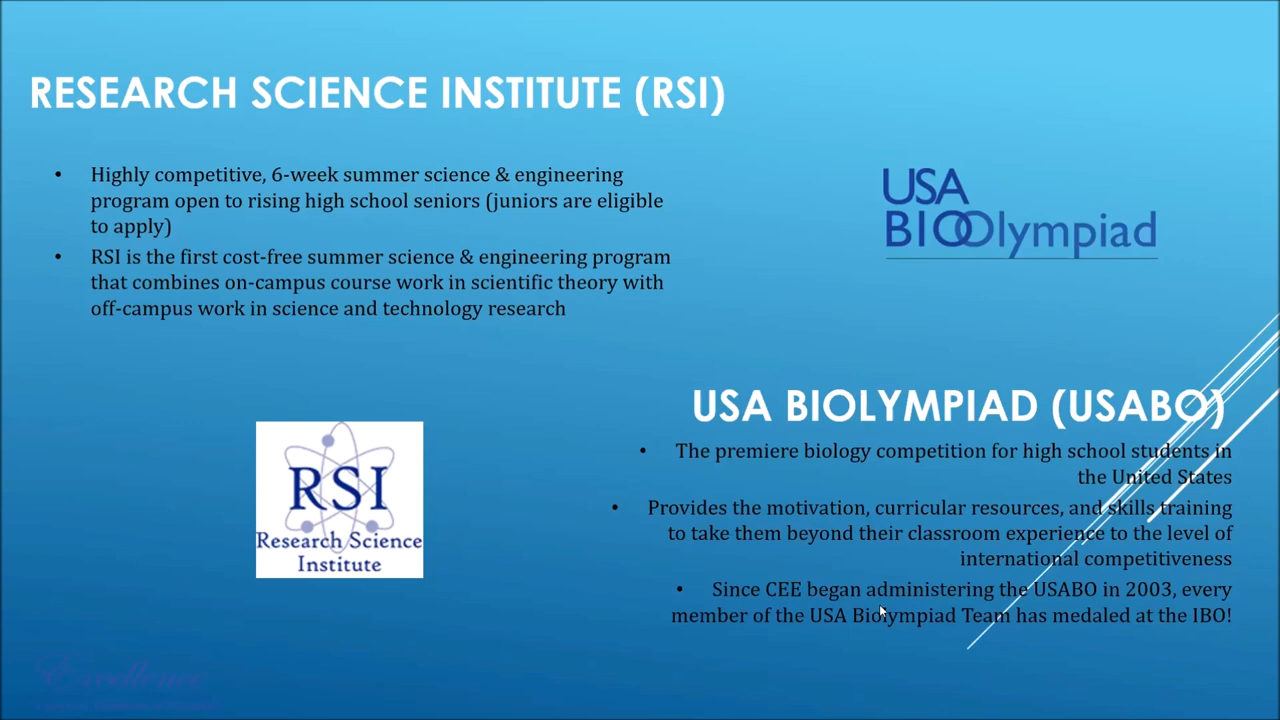 RESEARCH SCIENCE INSTITUTE (RSI)
• Highly competitive, 6-week summer science & engineering
program open to rising high school seniors (juniors are eligible
to apply)
• RSI is the first cost-free summer science & engineering program
that combines on-campus course work in scientific theory with
off-campus work in science and technology research
USA
BIOOlympiad
RSI
Research Science
Institute
USA BIOLYMPIAD (USABO)
• The premiere biology competition for high school students in
the United States
• Provides the motivation, curricular resources, and skills training
to take them beyond their classroom experience to the level of
international competitiveness
• Since CEE began administering the USABO in 2003, every
member of the USA Biolympiad Team has medaled at the IBO!
Excellence